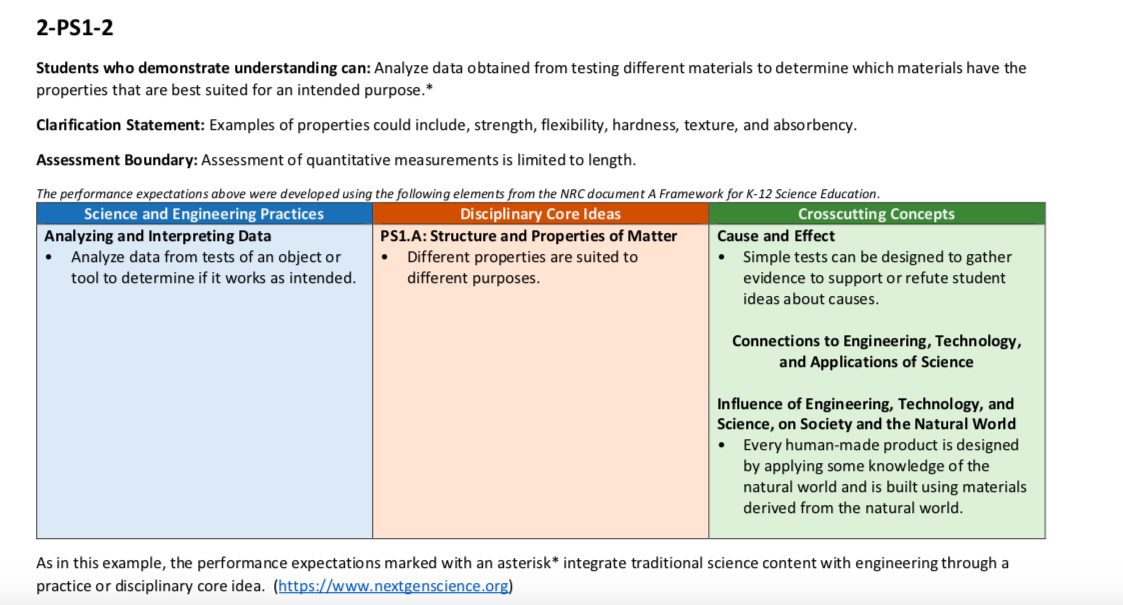 2-PS1-2
Students who demonstrate understanding can: Analyze data obtained from testing different materials to determine which materials have the
properties that are best suited for an intended purpose.*
Clarification Statement: Examples of properties could include, strength, flexibility, hardness, texture, and absorbency.
Assessment Boundary: Assessment of quantitative measurements is limited to length.
The performance expectations above were developed using the following elements from the NRC document A Framework for K-12 Science Education.
Science and Engineering Practices
Analyzing and Interpreting Data
• Analyze data from tests of an object or
tool to determine if it works as intended.
Disciplinary Core Ideas
PS1.A: Structure and Properties of Matter
• Different properties are suited to
different purposes.
Crosscutting Concepts
Cause and Effect
• Simple tests can be designed to gather
evidence to support or refute student
ideas about causes.
Connections to Engineering, Technology,
and Applications of Science
Influence of Engineering, Technology, and
Science, on Society and the Natural World
• Every human-made product is designed
by applying some knowledge of the
natural world and is built using materials
derived from the natural world.
As in this example, the performance expectations marked with an asterisk* integrate traditional science content with engineering through a
practice or disciplinary core idea. (https://www.nextgenscience.org)